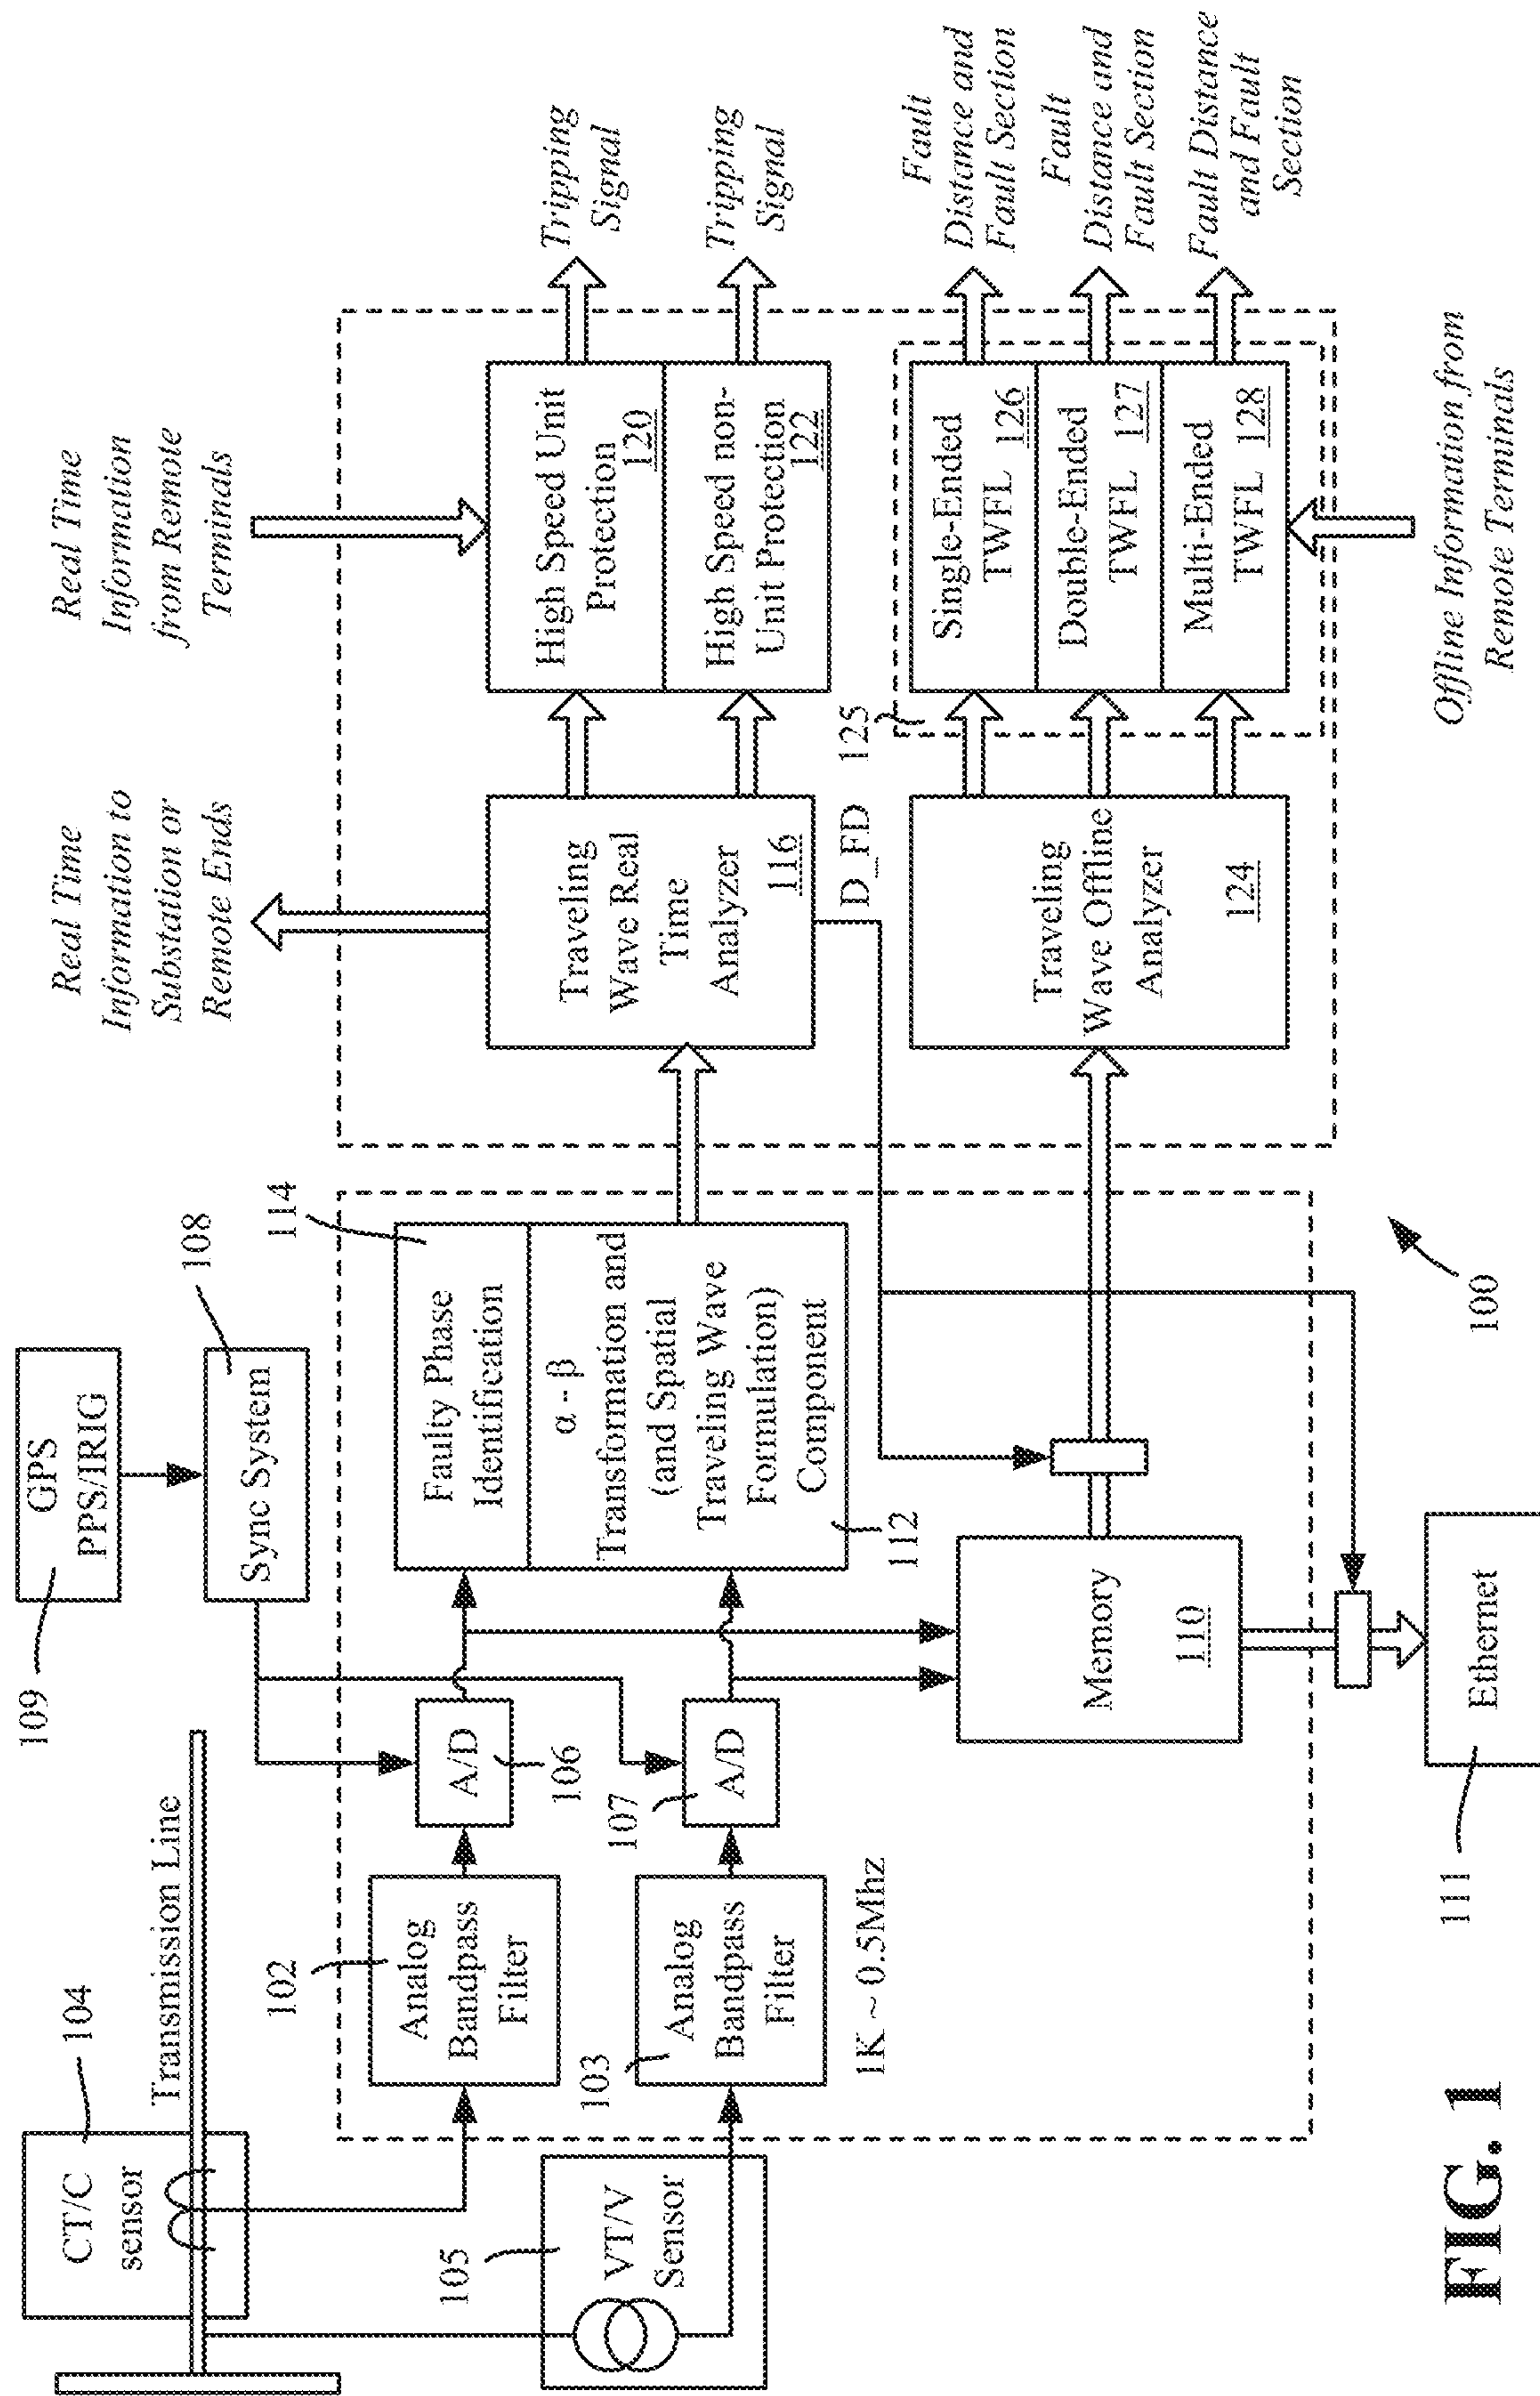 GPS
PPS/IRIG
109
Sync System
108
104
CT/C
sensor
Transmission Line
105
VT/V
Sensor
102
Analog
Bandpass
Filter
103
Analog
Bandpass
Filter
1K ~ 0.5Mhz
A/D
106
107
A/D
114
Faulty Phase
Identification
α - β
Transformation and
(and Spatial
Traveling Wave
Formulation)
Component
112
Memory
110
Ethernet
111
Real Time
Information to
Substation or
Remote Ends
Traveling
Wave Real
Time
Analyzer
116
D_FD
Traveling
Wave Offline
Analyzer
124
Real Time
Information
from Remote
Terminals
High Speed Unit
Protection
120
High Speed non-
Unit Protection
122
125
Single-Ended
TWFL 126
Double-Ended
TWFL 127
Multi-Ended
TWFL 128
Tripping
Signal
Tripping
Signal
Fault
Distance and
Fault Section
Fault
Distance and
Fault Section
Fault Distance
and Fault
Section
Offline Information from
Remote Terminals
100
FIG. 1